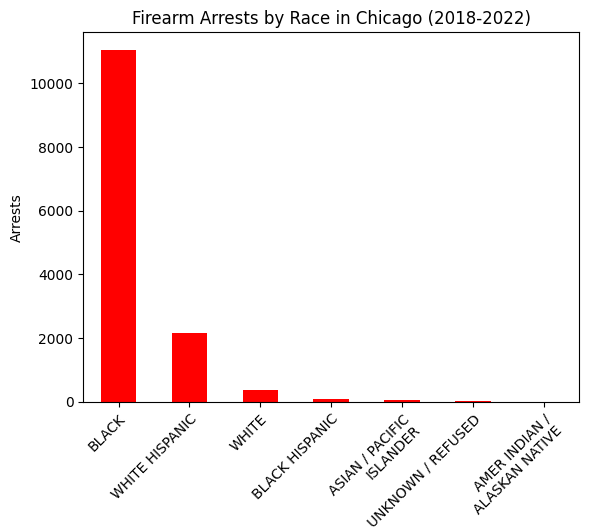 Firearm Arrests by Race in Chicago (2018-2022)
Arrests
10000
8000
6000
4000
2000
0
BLACK
WHITE HISPANIC
WHITE
BLACK HISPANIC
ASIAN / PACIFIC
ISLANDER
UNKNOWN / REFUSED
AMER INDIAN /
ALASKAN NATIVE